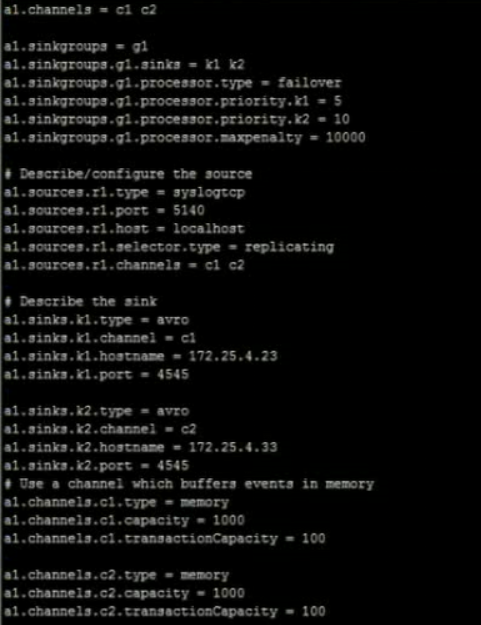 a1.channels = c1 c2
a1.sinkgroups = g1
a1.sinkgroups.g1.sinks = k1 k2
a1.sinkgroups.g1.processor.type = failover
a1.sinkgroups.g1.processor.priority.k1 = 5
a1.sinkgroups.g1.processor.priority.k2 = 10
a1.sinkgroups.g1.processor.maxpenalty = 10000
# Describe/configure the source
a1.sources.r1.type = syslogtcp
a1.sources.r1.port = 5140
a1.sources.r1.host = localhost
a1.sources.r1.selector.type = replicating
a1.sources.r1.channels = c1 c2
# Describe the sink
a1.sinks.k1.type = avro
a1.sinks.k1.channel = c1
a1.sinks.k1.hostname = 172.25.4.23
a1.sinks.k1.port = 4545
a1.sinks.k2.type = avro
a1.sinks.k2.channel = c2
a1.sinks.k2.hostname = 172.25.4.33
a1.sinks.k2.port = 4545
# Use a channel which buffers events in memory
a1.channels.c1.type = memory
a1.channels.c1.capacity = 1000
a1.channels.c1.transactionCapacity = 100
a1.channels.c2.type = memory
a1.channels.c2.capacity = 1000
a1.channels.c2.transactionCapacity = 100